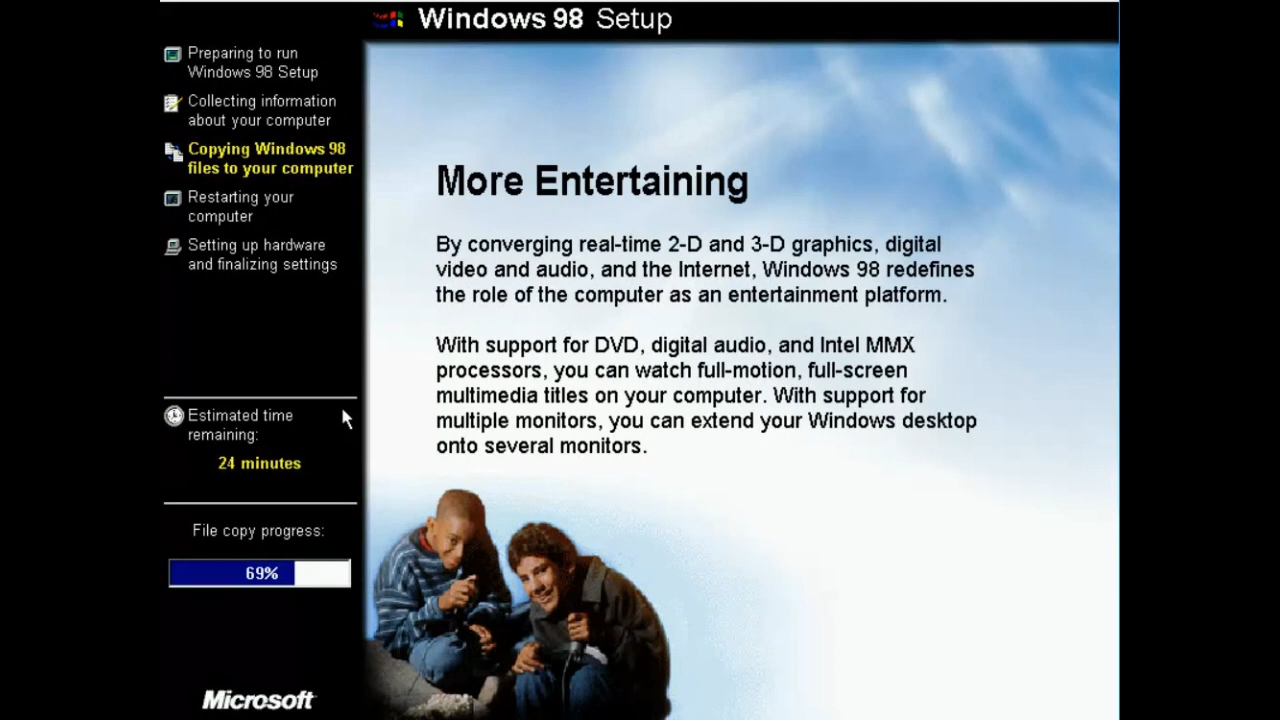 Windows 98 Setup
Preparing to run
Windows 98 Setup
Collecting information
about your computer
Copying Windows 98
files to your computer
Restarting your
computer
Setting up hardware
and finalizing settings
Estimated time
remaining:
24 minutes
File copy progress:
69%
Microsoft
More Entertaining
By converging real-time 2-D and 3-D graphics, digital
video and audio, and the Internet, Windows 98 redefines
the role of the computer as an entertainment platform.
With support for DVD, digital audio, and Intel MMX
processors, you can watch full-motion, full-screen
multimedia titles on your computer. With support for
multiple monitors, you can extend your Windows desktop
onto several monitors.